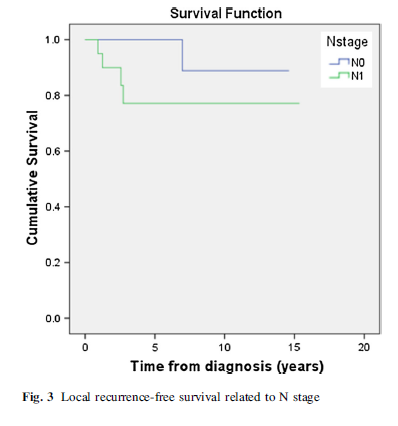 Survival Function
Nstage
N0
N1
Cumulative Survival
1.0
0.8
0.6
0.4
0.2
0.0
0 5 10 15 20
Time from diagnosis (years)
Fig. 3 Local recurrence-free survival related to N stage